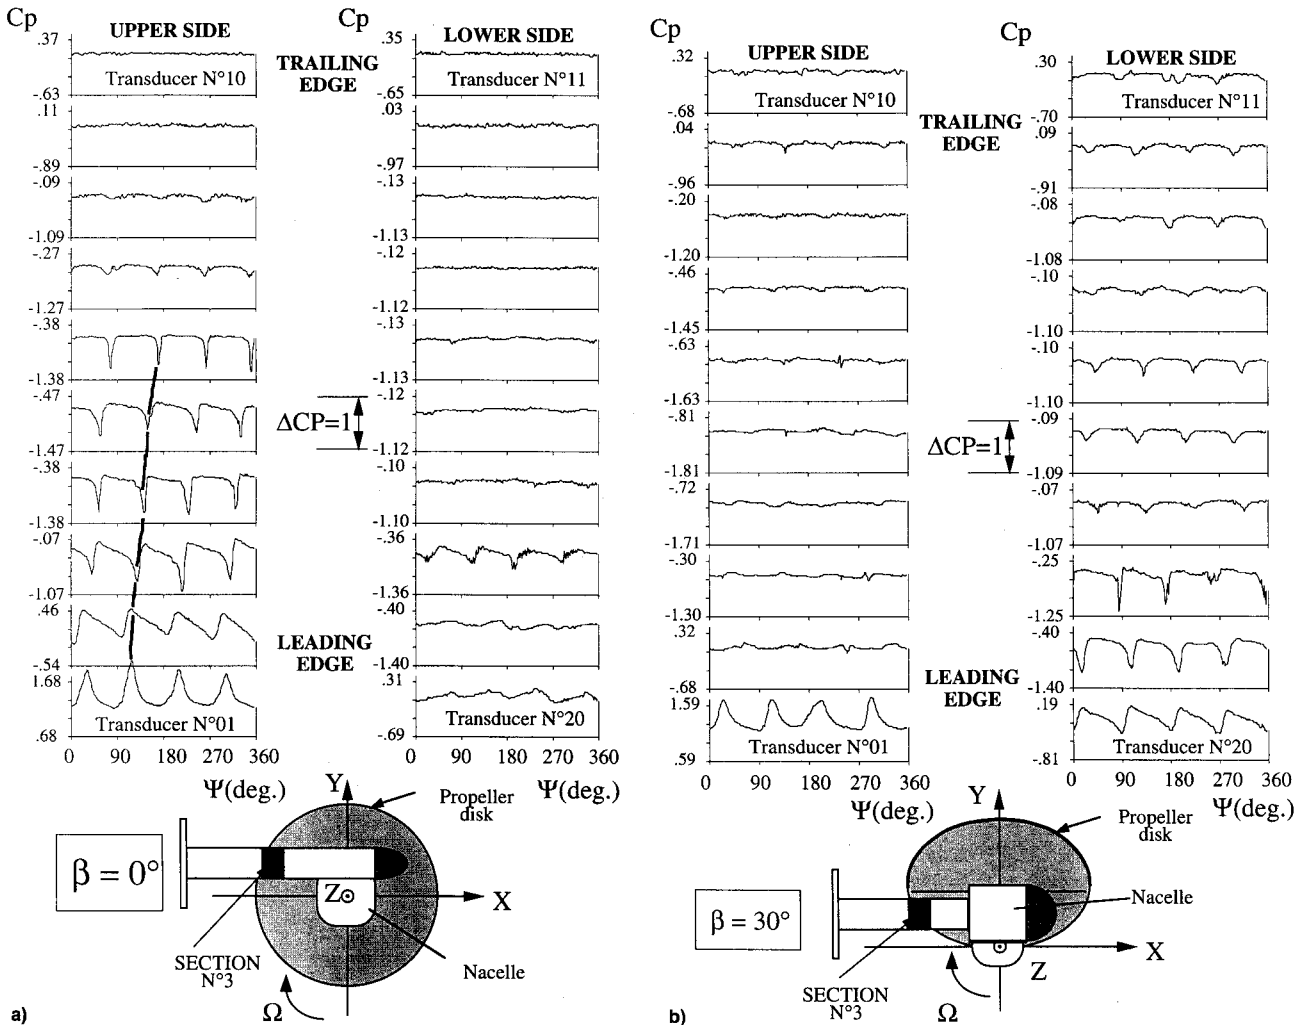 Cp
UPPER SIDE
.37
Transducer N°10
-.63
.11
-.89
-.09
-1.09
-.27
-1.27
-.38
-1.38
-.47
-1.47
-.38
-1.38
-.07
-1.07
.46
-.54
1.68
Transducer N°01
.68
0 90 180 270 360
Ψ(deg.)
TRAILING
EDGE
ΔCP=1
LEADING
EDGE
Cp
LOWER SIDE
.35
Transducer N°11
-.65
.03
-.97
-.13
-1.13
-.12
-1.12
-.13
-1.13
-.12
-1.12
-.10
-1.10
-.36
-1.36
-.40
-1.40
.31
Transducer N°20
-.69
0 90 180 270 360
Ψ(deg.)
β = 0°
Y
Propeller
disk
Z
X
SECTION
N°3
Nacelle
Ω
a)
Cp
UPPER SIDE
.32
Transducer N°10
-.68
.04
-.96
-.20
-1.20
-.46
-1.45
-.63
-1.63
-.81
-1.81
-.72
-1.71
-.30
-1.30
.32
-.68
1.59
Transducer N°01
.59
0 90 180 270 360
Ψ(deg.)
TRAILING
EDGE
ΔCP=1
LEADING
EDGE
Cp
LOWER SIDE
.30
Transducer N°11
-.70
.09
-.91
-.08
-1.08
-.10
-1.10
-.10
-1.10
-.09
-1.09
-.07
-1.07
-.25
-1.25
-.40
-1.40
.19
Transducer N°20
-.81
0 90 180 270 360
Ψ(deg.)
β = 30°
Y
Propeller
disk
Nacelle
X
Z
SECTION
N°3
Ω
b)